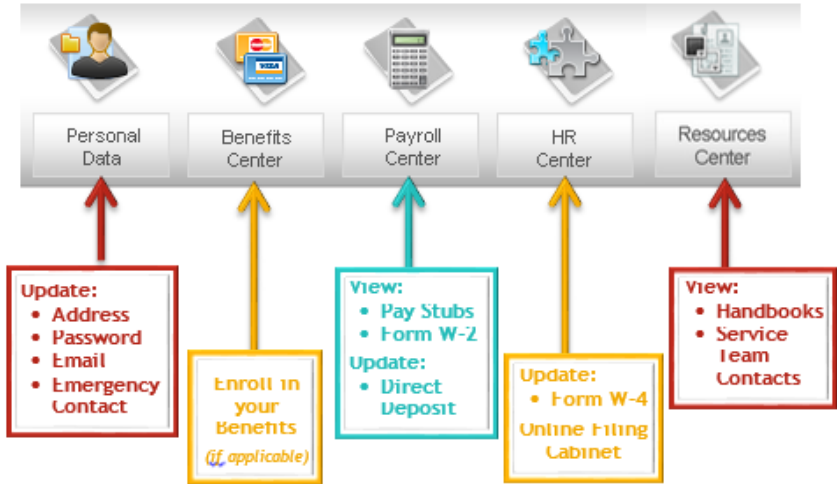 VISA
Personal
Data
Benefits
Center
Payroll
Center
HR
Center
Resources
Center
Update:
• Address
• Password
• Email
• Emergency
Contact
Enroll in
your
Benefits
(if applicable)
View:
• Pay Stubs
• Form W-2
Update:
• Direct
Deposit
Update:
• Form W-4
Online Filing
Cabinet
View:
• Handbooks
• Service
Team
Contacts